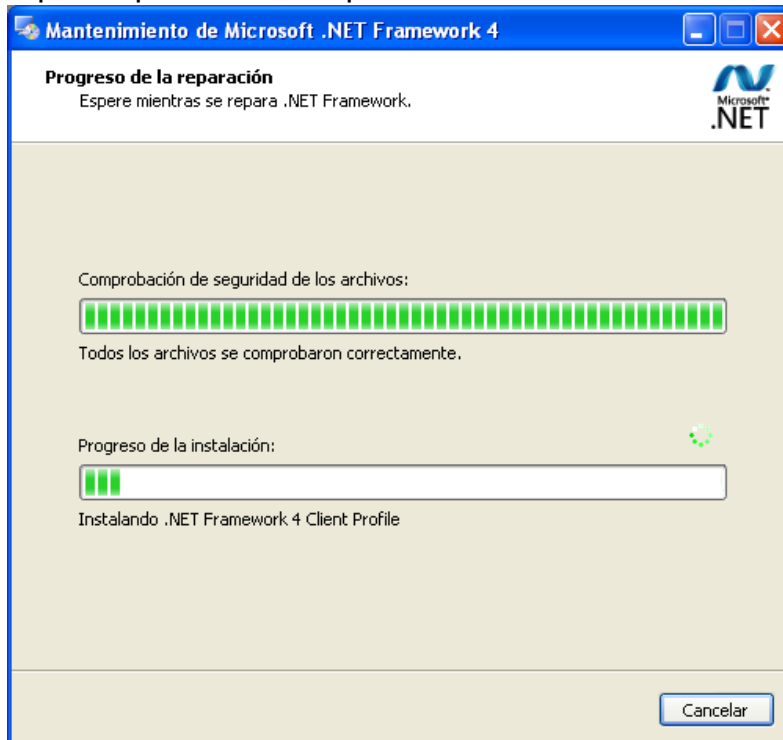 Mantenimiento de Microsoft .NET Framework 4
Progreso de la reparación
Espere mientras se repara .NET Framework.
Microsoft
.NET
Comprobación de seguridad de los archivos:
Todos los archivos se comprobaron correctamente.
Progreso de la instalación:
Instalando .NET Framework 4 Client Profile
Cancelar